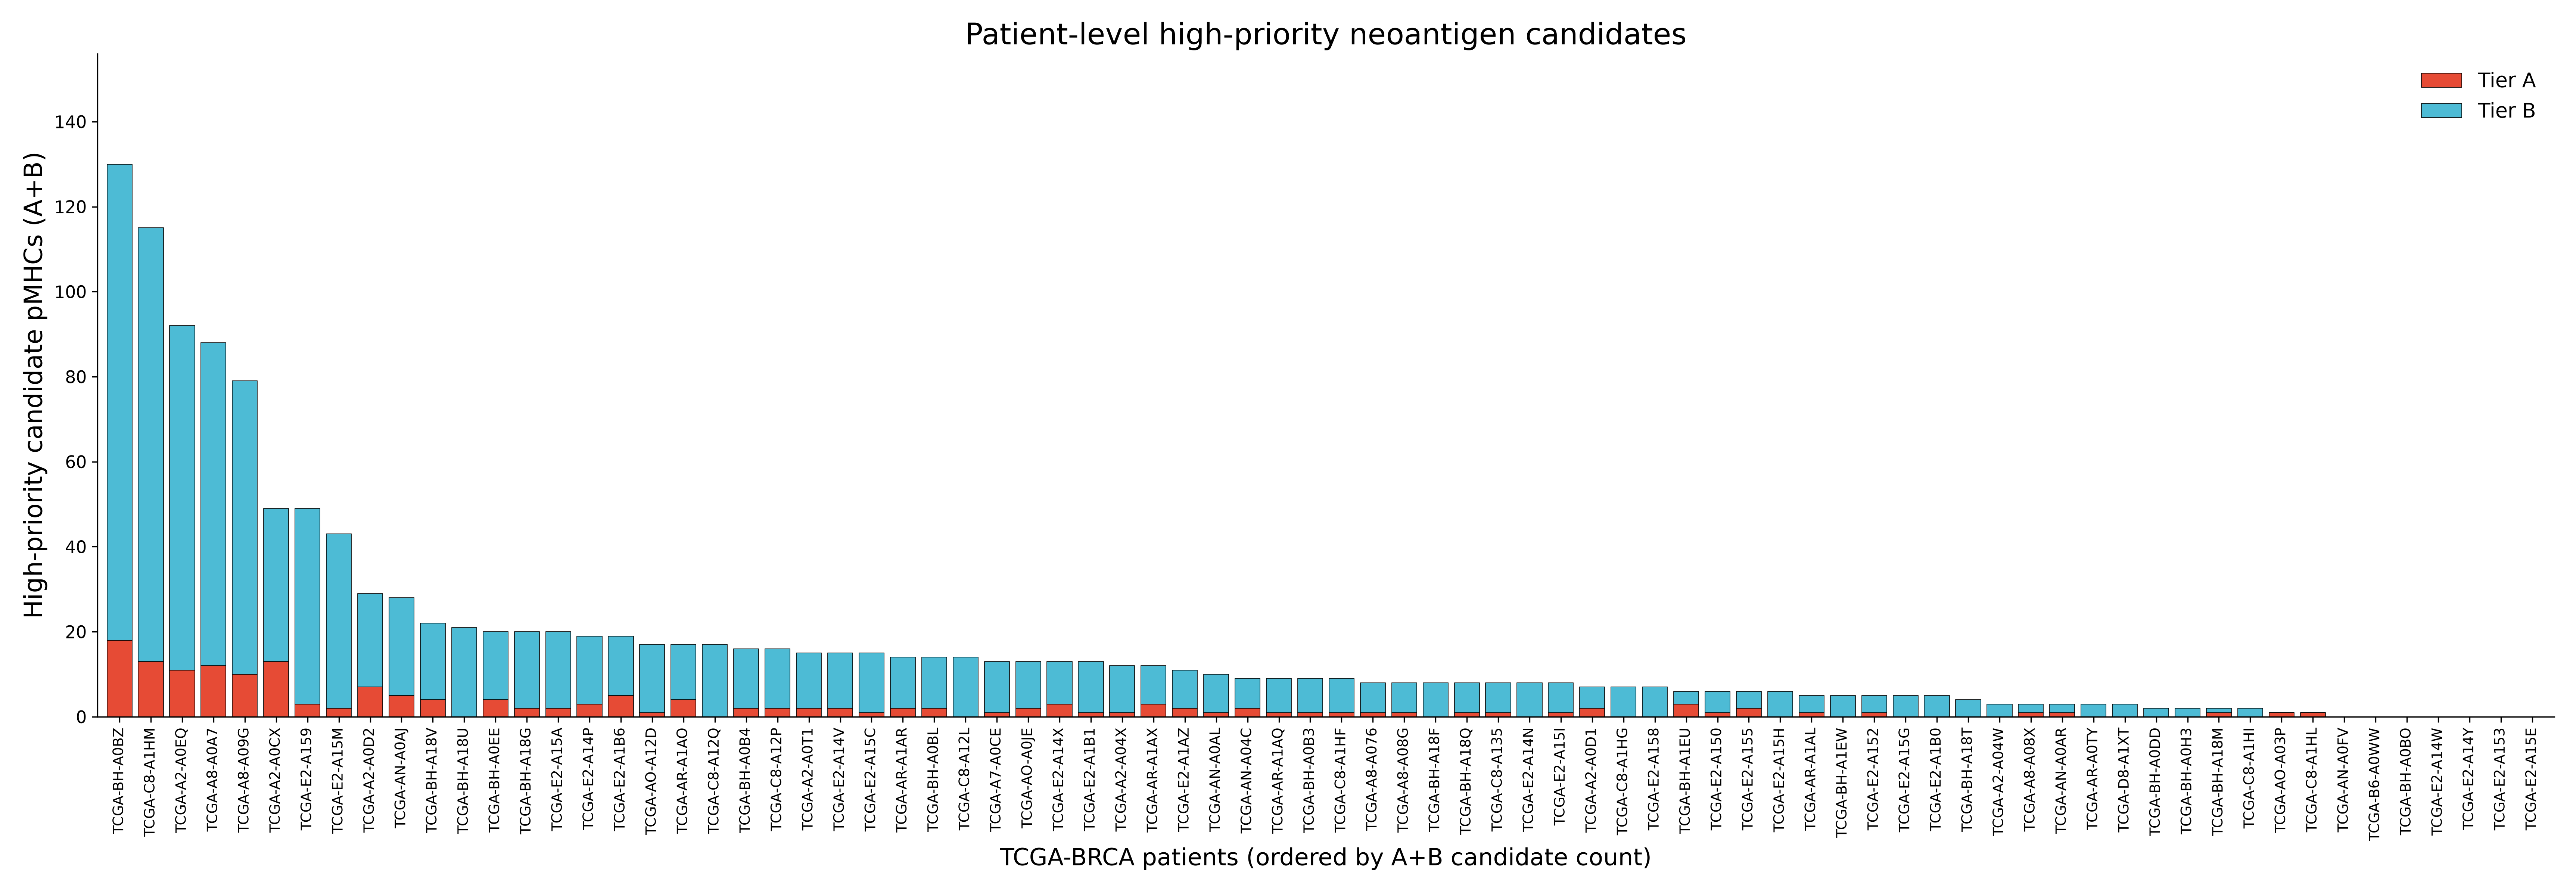 Patient-level high-priority neoantigen candidates
Tier A
Tier B
High-priority candidate pMHCs (A+B)
140
120
100
80
60
40
20
0
TCGA-BH-A0BZ
TCGA-C8-A1HM
TCGA-A2-A0EQ
TCGA-A8-A0A7
TCGA-A8-A09G
TCGA-A2-A0CX
TCGA-E2-A159
TCGA-E2-A15M
TCGA-A2-A0D2
TCGA-AN-A0AJ
TCGA-BH-A18V
TCGA-BH-A18U
TCGA-BH-A0EE
TCGA-BH-A18G
TCGA-E2-A15A
TCGA-E2-A14P
TCGA-E2-A1B6
TCGA-AO-A12D
TCGA-AR-A1AO
TCGA-C8-A12Q
TCGA-BH-A0B4
TCGA-C8-A12P
TCGA-A2-A0T1
TCGA-E2-A14V
TCGA-E2-A15C
TCGA-AR-A1AR
TCGA-BH-A0BL
TCGA-C8-A12L
TCGA-A7-A0CE
TCGA-AO-A0JE
TCGA-E2-A14X
TCGA-E2-A1B1
TCGA-A2-A04X
TCGA-AR-A1AX
TCGA-E2-A1AZ
TCGA-AN-A0AL
TCGA-AN-A04C
TCGA-AR-A1AQ
TCGA-BH-A0B3
TCGA-C8-A1HF
TCGA-A8-A076
TCGA-A8-A08G
TCGA-BH-A18F
TCGA-BH-A18Q
TCGA-C8-A135
TCGA-E2-A14N
TCGA-E2-A15I
TCGA-A2-A0D1
TCGA-C8-A1HG
TCGA-E2-A158
TCGA-BH-A1EU
TCGA-E2-A150
TCGA-E2-A155
TCGA-E2-A15H
TCGA-AR-A1AL
TCGA-BH-A1EW
TCGA-E2-A152
TCGA-E2-A15G
TCGA-E2-A1B0
TCGA-BH-A18T
TCGA-A2-A04W
TCGA-A8-A08X
TCGA-AN-A0AR
TCGA-AR-A0TY
TCGA-D8-A1XT
TCGA-BH-A0DD
TCGA-BH-A0H3
TCGA-BH-A18M
TCGA-C8-A1HI
TCGA-AO-A03P
TCGA-C8-A1HL
TCGA-AN-A0FV
TCGA-B6-A0WW
TCGA-BH-A0BO
TCGA-E2-A14W
TCGA-E2-A14Y
TCGA-E2-A153
TCGA-E2-A15E
TCGA-BRCA patients (ordered by A+B candidate count)